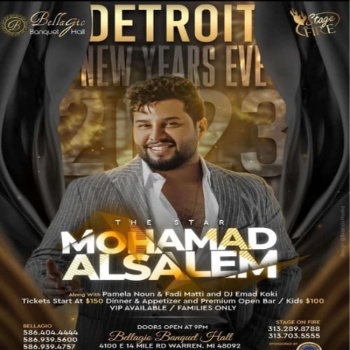 Bellagio
Banquet Hall
Stage
FIRE
DETROIT
NEW YEARS EVE
2023
THE STAR
MOHAMAD
ALSALEM
Along With Pamela Noun & Fadi Matti and DJ Emad Koki
Tickets Start At $150 Dinner & Appetizer and Premium Open Bar / Kids $100
VIP AVAILABLE / FAMILIES ONLY
BELLAGIO
586.404.4444
586.939.5600
586.939.4757
DOORS OPEN AT 9PM
Bellagio Banquet Hall
4100 E 14 MILE RD WARREN, MI 48092
STAGE ON FIRE
313.289.8788
313.703.5555